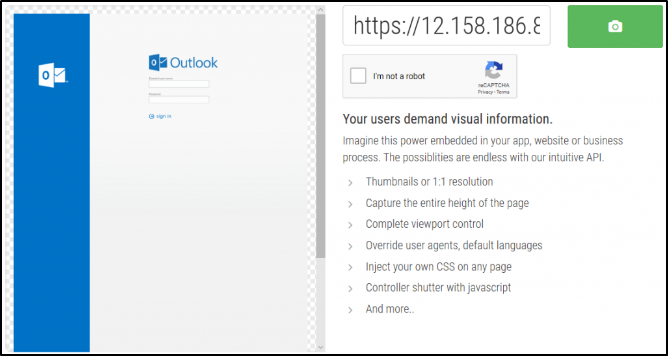 Outlook
sign in
https://12.158.186.8
I'm not a robot
reCAPTCHA
Privacy - Terms
Your users demand visual information.
Imagine this power embedded in your app, website or business
process. The possiblities are endless with our intuitive API.
> Thumbnails or 1:1 resolution
> Capture the entire height of the page
> Complete viewport control
> Override user agents, default languages
> Inject your own CSS on any page
> Controller shutter with javascript
> And more..